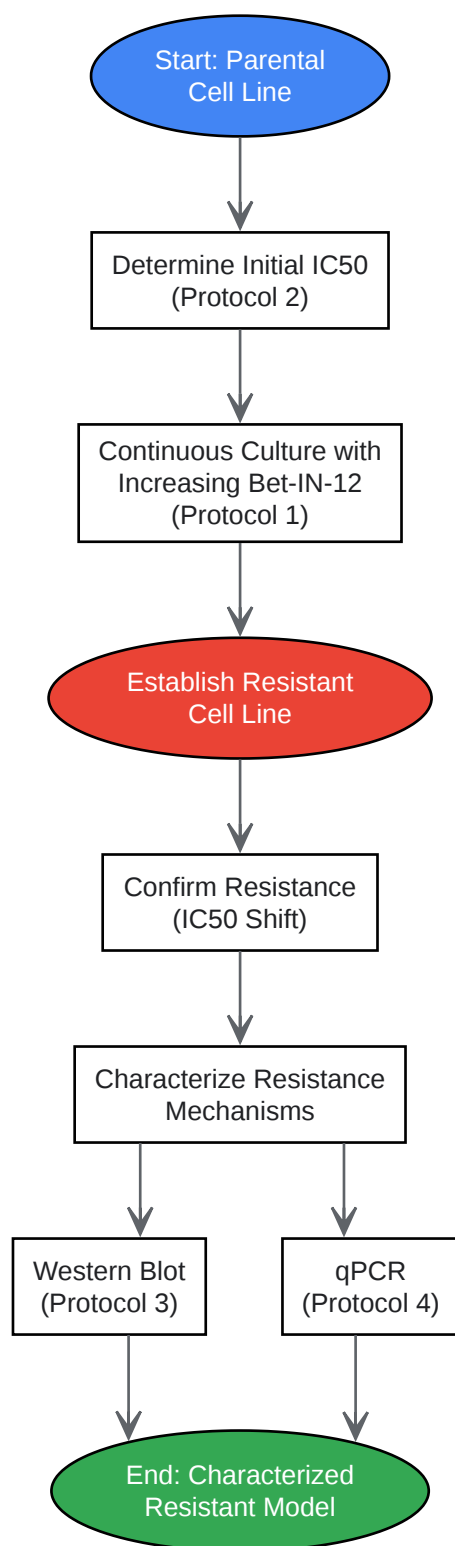 Start: Parental
Cell Line
Determine Initial IC50
(Protocol 2)
Continuous Culture with
Increasing Bet-IN-12
(Protocol 1)
Establish Resistant
Cell Line
Confirm Resistance
(IC50 Shift)
Characterize Resistance
Mechanisms
Western Blot
(Protocol 3)
qPCR
(Protocol 4)
End: Characterized
Resistant Model